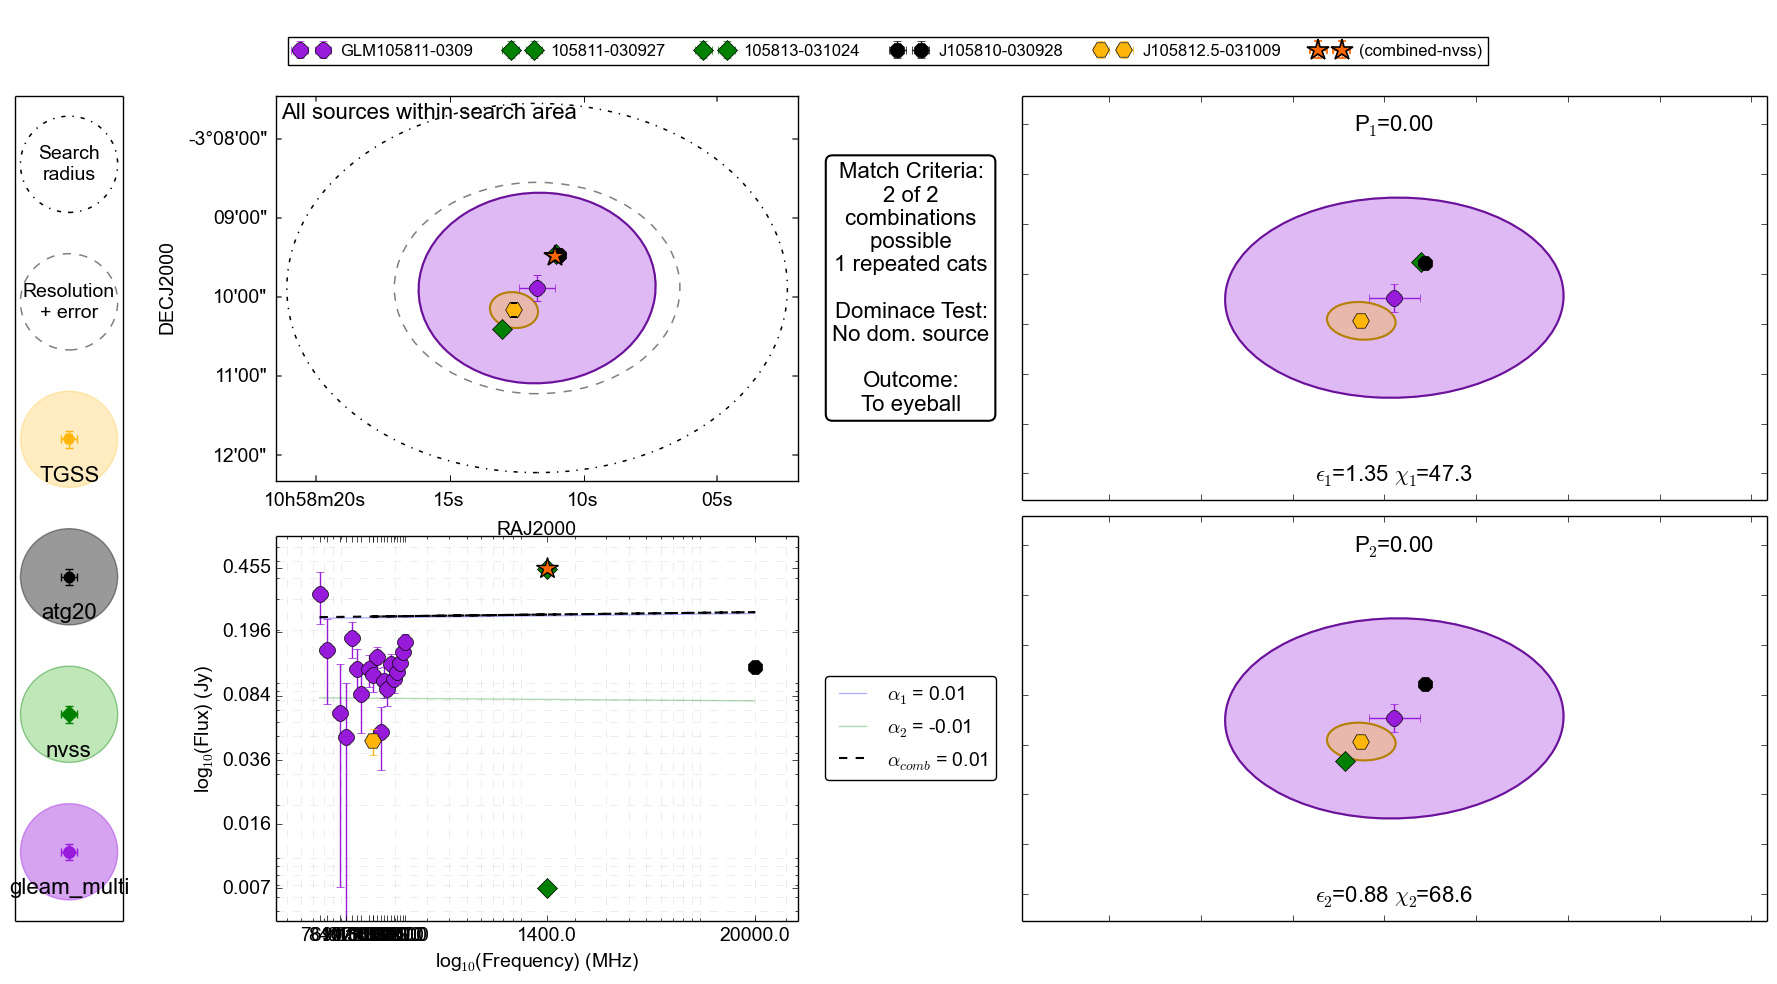 GLM105811-0309 105811-030927 105813-031024 J105810-030928 J105812.5-031009 (combined-nvss)
Search
radius
Resolution
+ error
TGSS
atg20
nvss
gleam_multi
All sources within search area
DECJ2000
-3°08'00"
09'00"
10'00"
11'00"
12'00"
10h58m20s 15s 10s 05s
RAJ2000
Match Criteria:
2 of 2
combinations
possible
1 repeated cats
Dominace Test:
No dom. source
Outcome:
To eyeball
P₁=0.00
ϵ₁=1.35 χ₁=47.3
log₁₀(Flux) (Jy)
0.455
0.196
0.084
0.036
0.016
0.007
1400.0 20000.0
log₁₀(Frequency) (MHz)
α₁ = 0.01
α₂ = -0.01
α_comb = 0.01
P₂=0.00
ϵ₂=0.88 χ₂=68.6